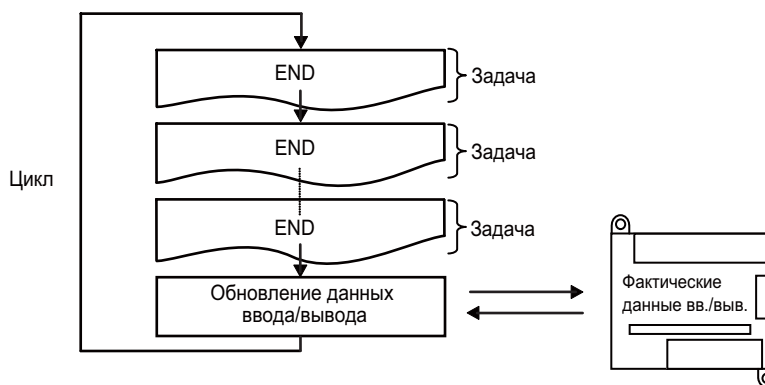 END
Задача
END
Задача
Цикл
END
Задача
Обновление данных
ввода/вывода
Фактические
данные вв./выв.